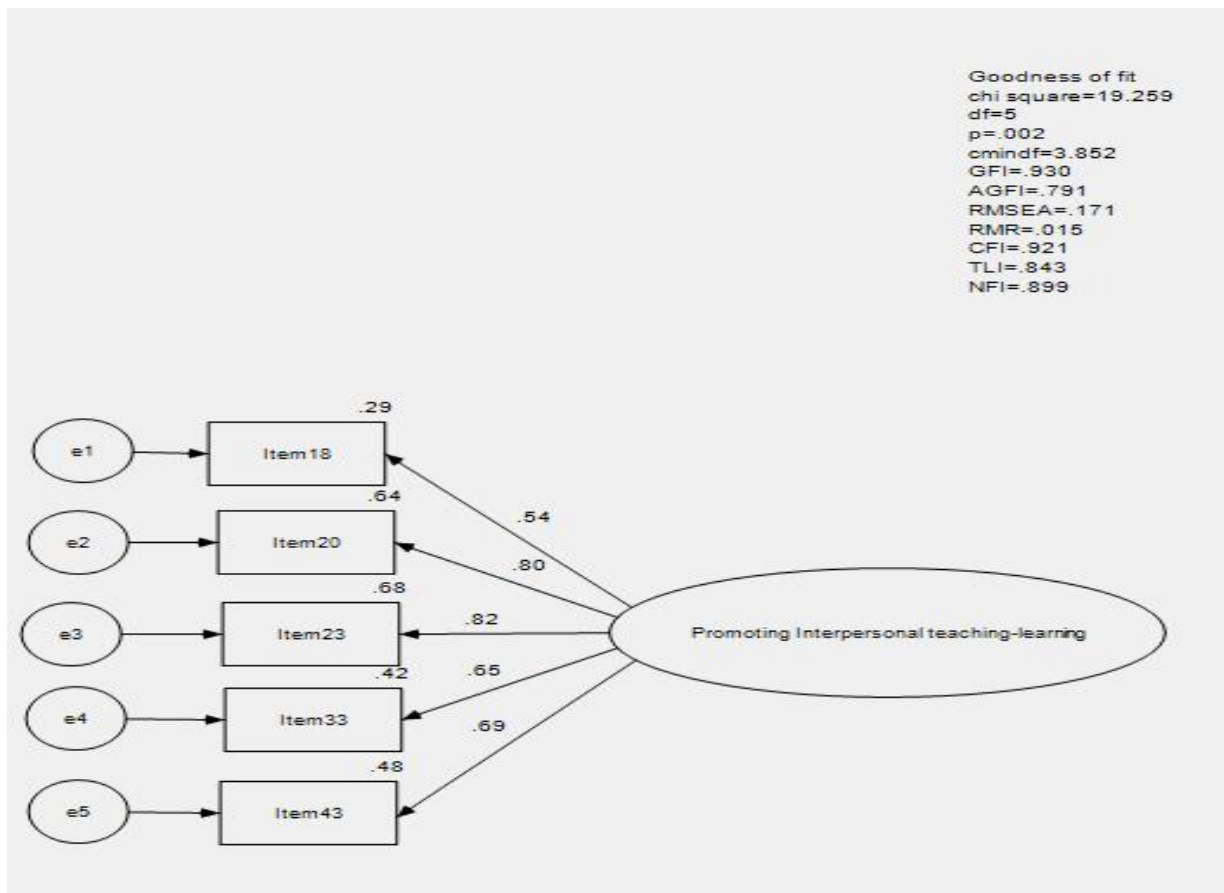 Goodness of fit
chi square=19.259
df=5
p=.002
cmindf=3.852
GFI=.930
AGFI=.791
RMSEA=.171
RMR=.015
CFI=.921
TLI=.843
NFI=.899
.29
e1 Item18
.54
.64
e2 Item20
.80
.68
e3 Item23 .82 Promoting Interpersonal teaching-learning
.42
.65
e4 Item33
.69
.48
e5 Item43